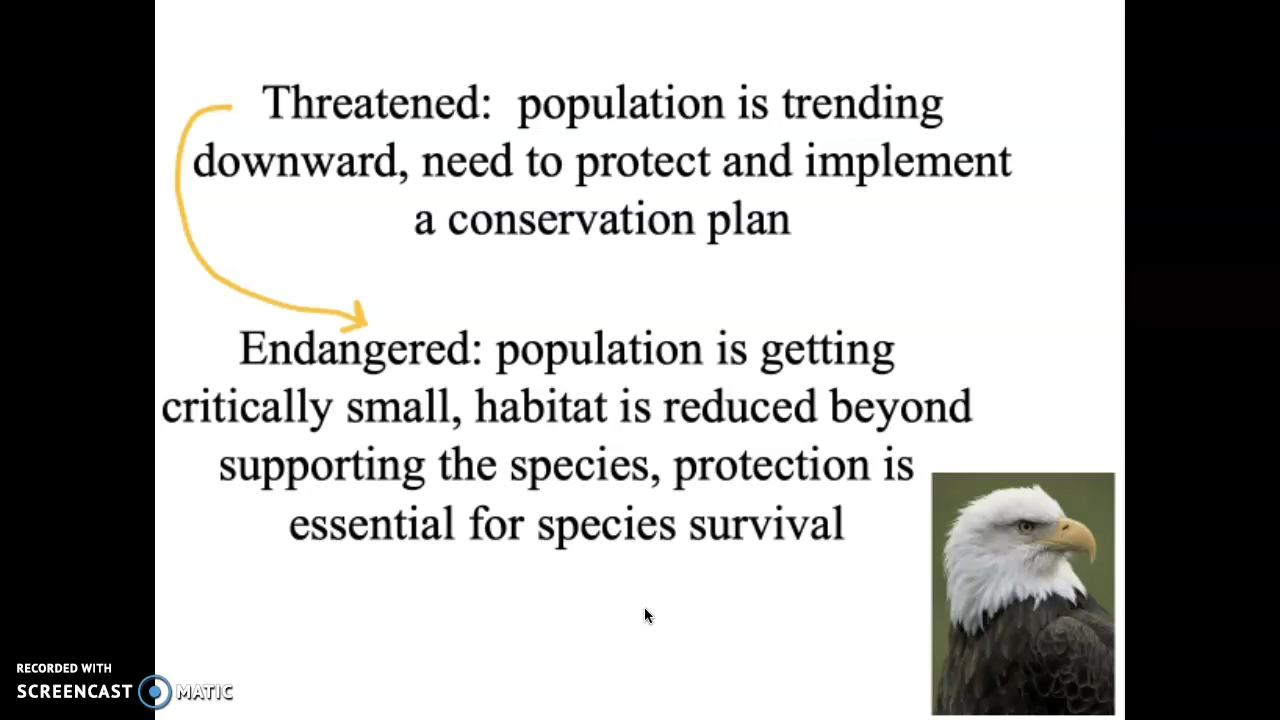 Threatened: population is trending
downward, need to protect and implement
a conservation plan
Endangered: population is getting
critically small, habitat is reduced beyond
supporting the species, protection is
essential for species survival
RECORDED WITH
SCREENCAST MATIC